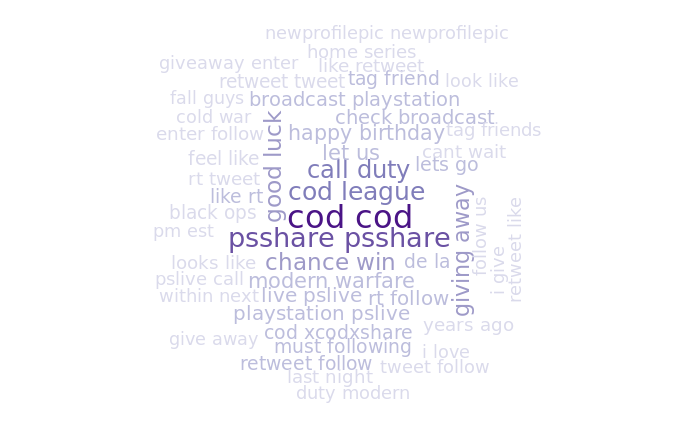 newprofilepic newprofilepic
home series
giveaway enter
like retweet
retweet tweet
tag friend
look like
fall guys
broadcast playstation
cold war
check broadcast
enter follow
happy birthday
tag friends
good luck
let us
cant wait
feel like
call duty
lets go
rt tweet
like rt
cod league
black ops
cod cod
pm est
psshare psshare
giving away
follow us
i give
retweet like
looks like
chance win
de la
pslive call
modern warfare
within next
live pslive
rt follow
playstation pslive
years ago
cod xcodxshare
give away
must following
i love
retweet follow
tweet follow
last night
duty modern